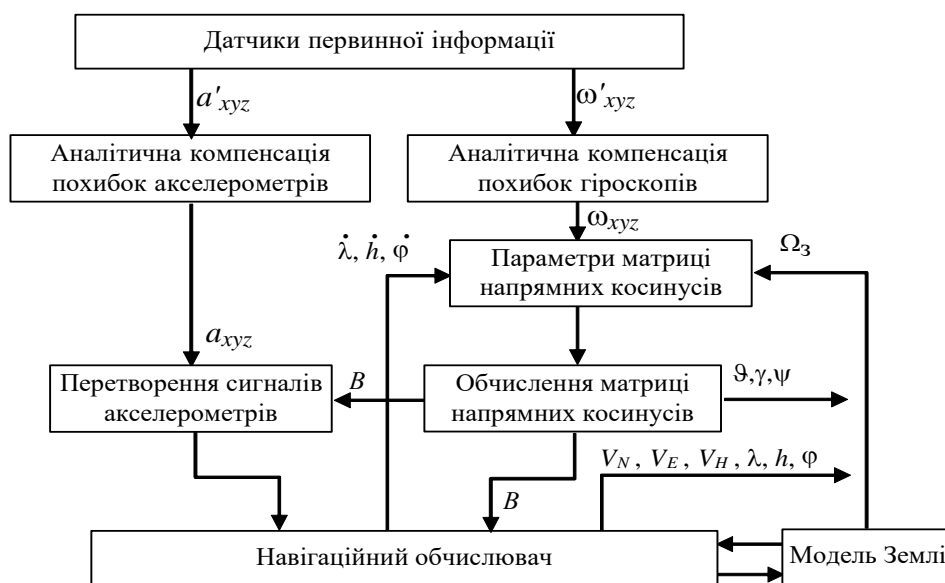 Датчики первинної інформації
a'xyz
ω'xyz
Аналітична компенсація
похибок акселерометрів
Аналітична компенсація
похибок гіроскопів
ωxyz
λ̇, ḣ, φ̇
Ωз
Параметри матриці
напрямних косинусів
axyz
Перетворення сигналів
акселерометрів
B
Обчислення матриці
напрямних косинусів
ϑ,γ,ψ
VN , VE , VH , λ, h, φ
B
Навігаційний обчислювач
Модель Землі